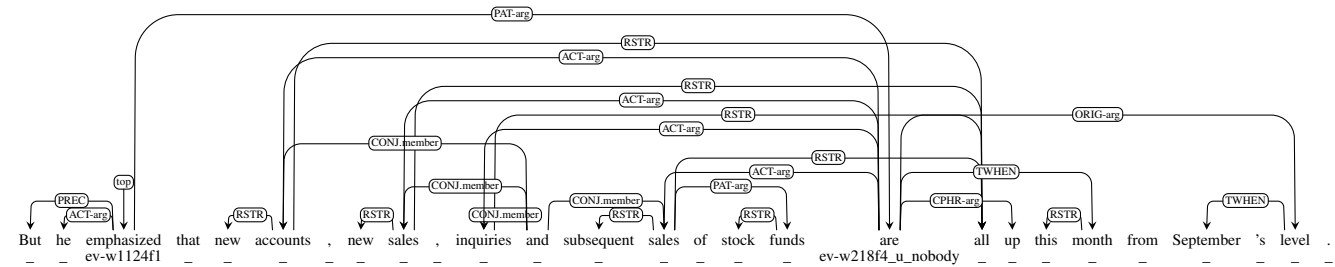 PAT-arg
RSTR
ACT-arg
RSTR
ACT-arg
RSTR ORIG-arg
ACT-arg
CONJ.member
RSTR
ACT-arg TWHEN
top CONJ.member PAT-arg
PREC CONJ.member CPHR-arg TWHEN
ACT-arg RSTR RSTR CONJ.member RSTR RSTR RSTR
But he emphasized that new accounts , new sales , inquiries and subsequent sales of stock funds are all up this month from September 's level .
_ _ ev-w1124f1 _ _ _ _ _ _ _ _ _ _ _ _ _ _ ev-w218f4_u_nobody _ _ _ _ _ _ _ _ _